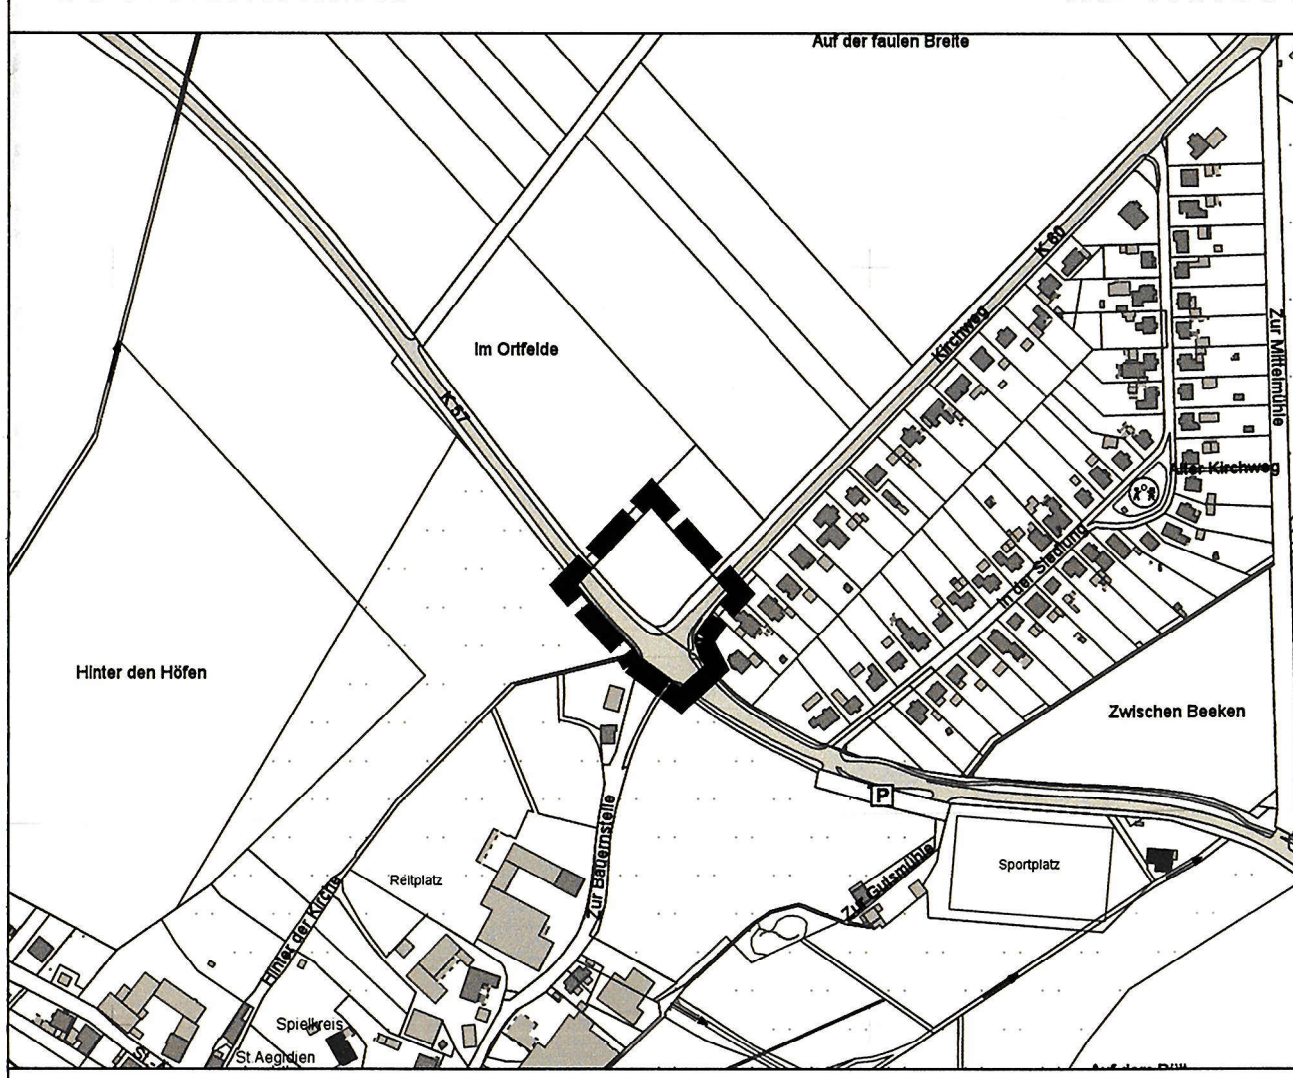 Auf der faulen Breite
K 60
Kirchweg
Im Ortfelde
K 57
Zur Mittelmühle
Alter Kirchweg
In der Siedlung
Hinter den Höfen
Zwischen Beeken
P
Zur Bauernstelle
Sportplatz
Reitplatz
Zur Gutsmühle
Hinter der Kirche
Spielkreis
St.Aegidien